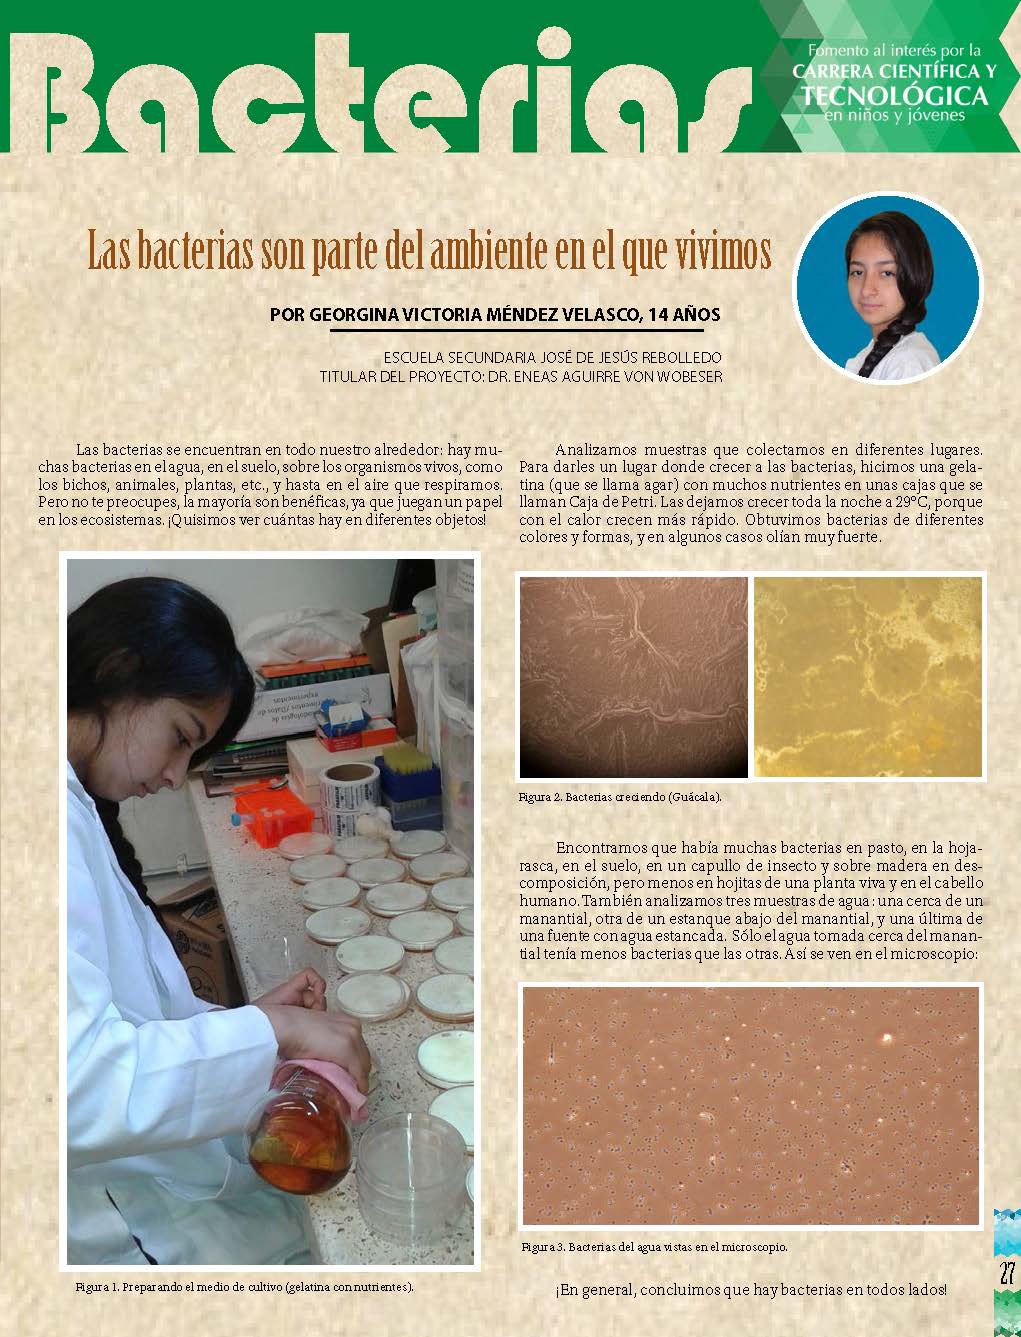 Bacterias
Fomento al interés por la
CARRERA CIENTÍFICA Y
TECNOLÓGICA
en niños y jóvenes
Las bacterias son parte del ambiente en el que vivimos
POR GEORGINA VICTORIA MÉNDEZ VELASCO, 14 AÑOS
ESCUELA SECUNDARIA JOSÉ DE JESÚS REBOLLEDO
TITULAR DEL PROYECTO: DR. ENEAS AGUIRRE VON WOBESER
Las bacterias se encuentran en todo nuestro alrededor: hay mu-
chas bacterias en el agua, en el suelo, sobre los organismos vivos, como
los bichos, animales, plantas, etc., y hasta en el aire que respiramos.
Pero no te preocupes, la mayoría son benéficas, ya que juegan un papel
en los ecosistemas. ¡Quisimos ver cuántas hay en diferentes objetos!
Figura 1. Preparando el medio de cultivo (gelatina con nutrientes).
Analizamos muestras que colectamos en diferentes lugares.
Para darles un lugar donde crecer a las bacterias, hicimos una gela-
tina (que se llama agar) con muchos nutrientes en unas cajas que se
llaman Caja de Petri. Las dejamos crecer toda la noche a 29°C, porque
con el calor crecen más rápido. Obtuvimos bacterias de diferentes
colores y formas, y en algunos casos olían muy fuerte.
Figura 2. Bacterias creciendo (Guácala).
Encontramos que había muchas bacterias en pasto, en la hoja-
rasca, en el suelo, en un capullo de insecto y sobre madera en des-
composición, pero menos en hojitas de una planta viva y en el cabello
humano. También analizamos tres muestras de agua : una cerca de un
manantial, otra de un estanque abajo del manantial, y una última de
una fuente con agua estancada. Sólo el agua tomada cerca del manan-
tial tenía menos bacterias que las otras. Así se ven en el microscopio:
Figura 3. Bacterias del agua vistas en el microscopio.
¡En general, concluimos que hay bacterias en todos lados!
27